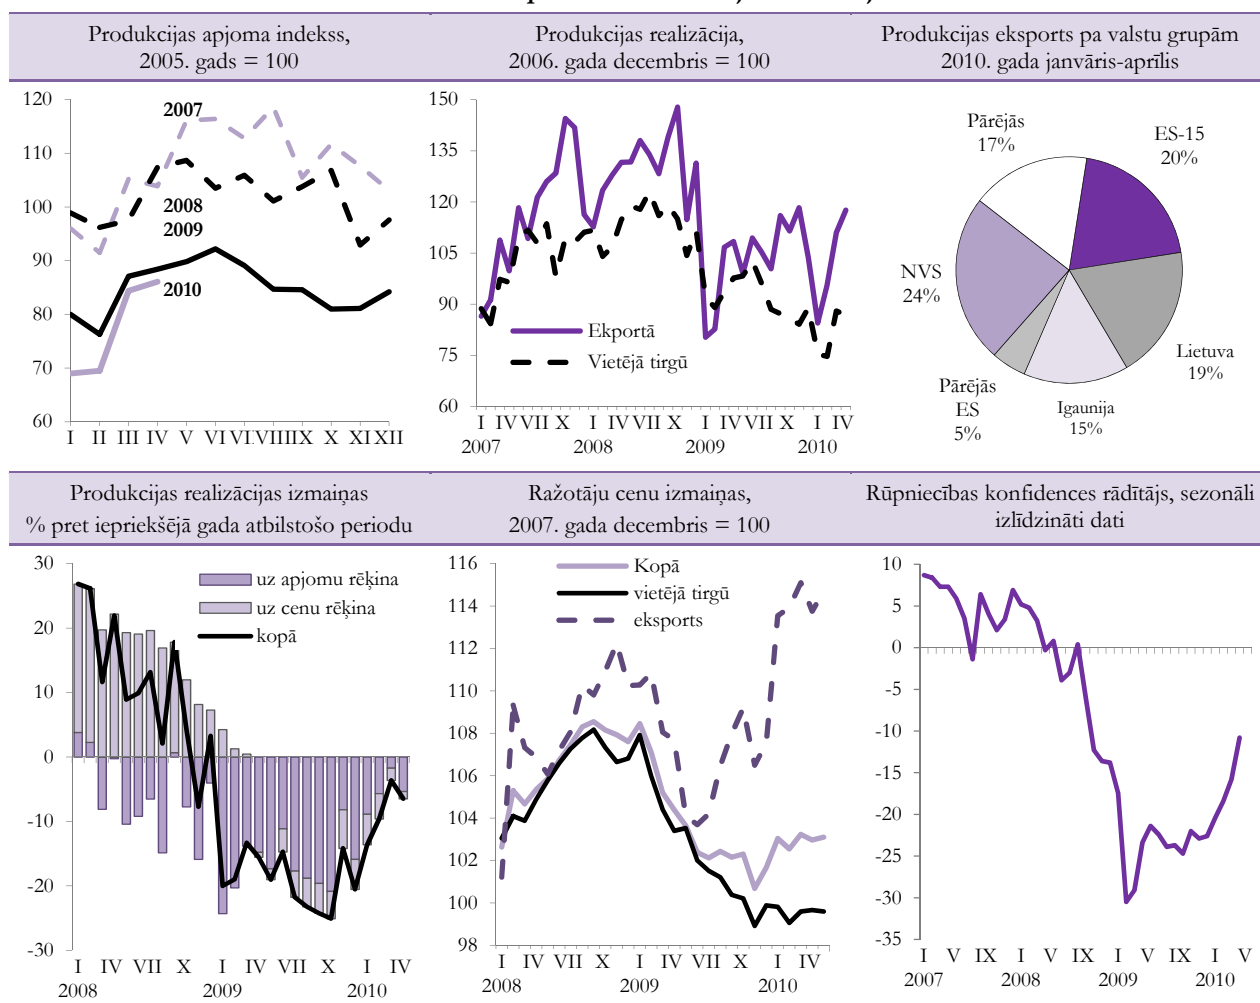 Produkcijas apjoma indekss,
2005. gads = 100
Produkcijas realizācija,
2006. gada decembris = 100
Produkcijas eksports pa valstu grupām
2010. gada janvāris-aprīlis
120
110
100
90
80
70
60
2007
2008
2009
2010
I II III IV V VI VI VIII IX X XI XII
150
135
120
105
90
75
60
Ekportā
Vietējā tirgū
I IV VII X I IV VII X I IV VII X I IV
2007 2008 2009 2010
Pārējās
17%
ES-15
20%
NVS
24%
Lietuva
19%
Pārējās
ES
5%
Igaunija
15%
Produkcijas realizācijas izmaiņas
% pret iepriekšējā gada atbilstošo periodu
Ražotāju cenu izmaiņas,
2007. gada decembris = 100
Rūpniecības konfidences rādītājs, sezonāli
izlīdzināti dati
30
20
10
0
-10
-20
-30
uz apjomu rēķina
uz cenu rēķina
kopā
I IV VII X I IV VII X I IV
2008 2009 2010
116
114
112
110
108
106
104
102
100
98
Kopā
vietējā tirgū
eksports
I IV VII X I IV VII X I IV
2008 2009 2010
10
5
0
-5
-10
-15
-20
-25
-30
-35
I V IX I V IX I V IX I V
2007 2008 2009 2010